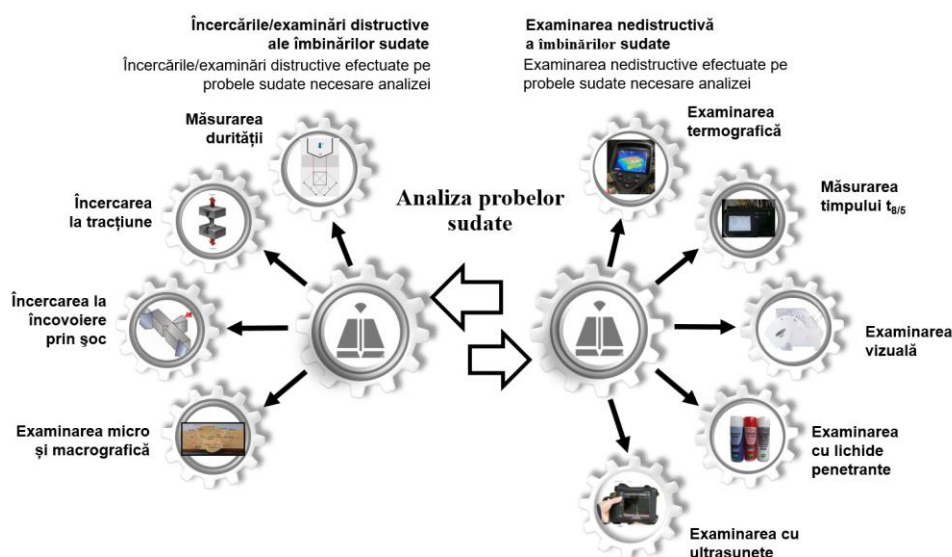 Încercările/examinări distructive
ale îmbinărilor sudate
Încercările/examinări distructive efectuate pe
probele sudate necesare analizei
Examinarea nedistructivă
a îmbinărilor sudate
Examinarea nedistructive efectuate pe
probele sudate necesare analizei
Măsurarea
durității
Examinarea
termografică
Încercarea
la tracțiune
Analiza probelor
sudate
Măsurarea
timpului t8/5
Încercarea la
încovoiere
prin șoc
Examinarea
vizuală
Examinarea micro
și macrografică
Examinarea
cu lichide
penetrante
Examinarea cu
ultrasunete